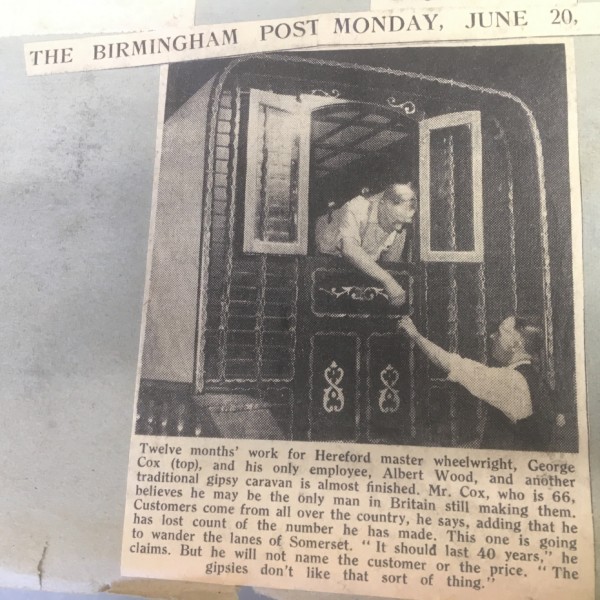 THE BIRMINGHAM POST MONDAY, JUNE 20,
Twelve months' work for Hereford master wheelwright, George
Cox (top), and his only employee, Albert Wood, and another
traditional gipsy caravan is almost finished. Mr. Cox, who is 66,
believes he may be the only man in Britain still making them.
Customers come from all over the country, he says, adding that he
has lost count of the number he has made. This one is going
to wander the lanes of Somerset. "It should last 40 years," he
claims. But he will not name the customer or the price. "The
gipsies don't like that sort of thing."